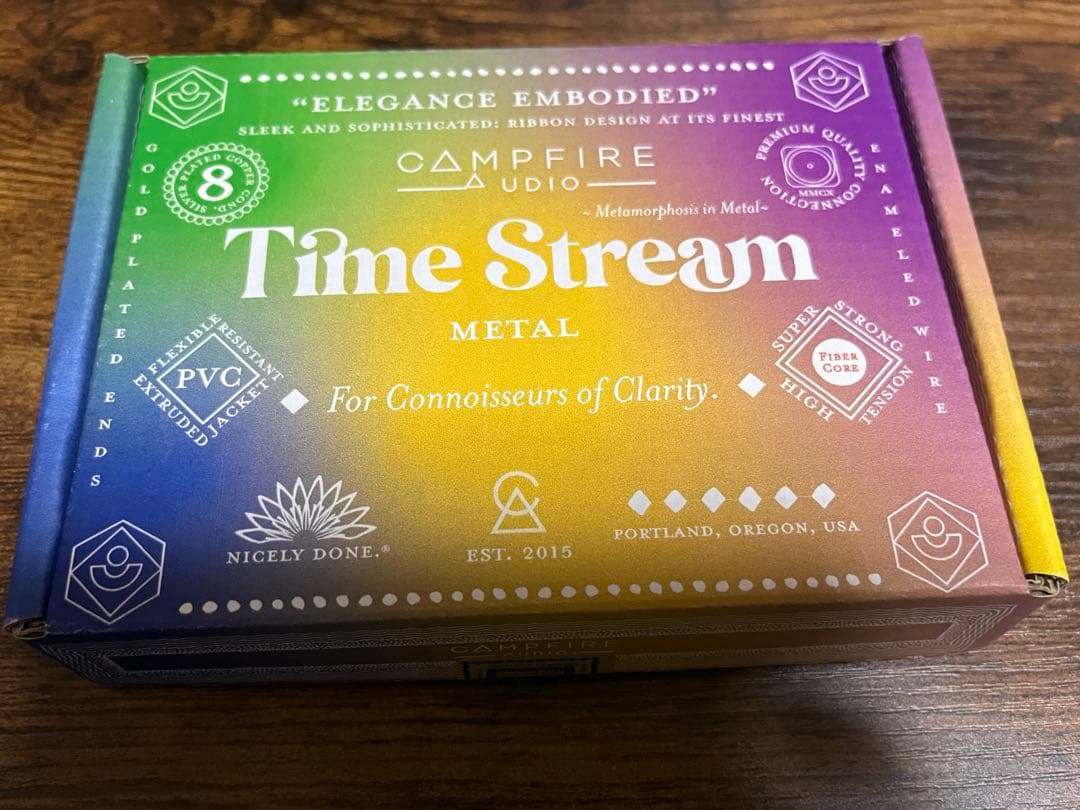 “ELEGANCE EMBODIED”
SLEEK AND SOPHISTICATED: RIBBON DESIGN AT ITS FINEST
CAMPFIRE
AUDIO
8
SILVER PLATED COPPER COND.
PREMIUM QUALITY CONNECTION
MMCX
~ Metamorphosis in Metal~
Time Stream
METAL
GOLD PLATED ENDS
ENAMELED WIRE
FLEXIBLE RESISTANT
PVC
EXTRUDED JACKET
SUPER STRONG
FIBER
CORE
HIGH TENSION
For Connoisseurs of Clarity.
NICELY DONE.®
EST. 2015
PORTLAND, OREGON, USA
CAMPFIRE
AUDIO